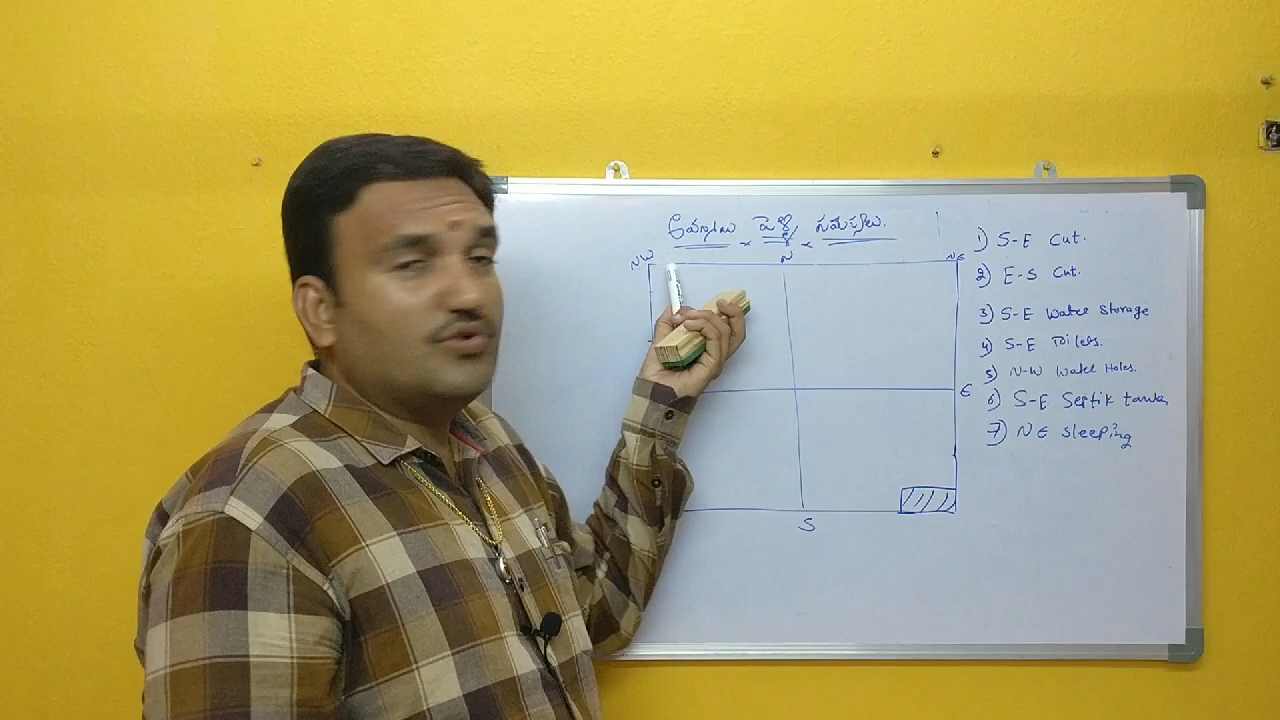 పెళ్ళి సమస్యలు.
NW N NE
1) S-E Cut.
2) E-S Cut.
3) S-E Water Storage
4) S-E Toilets.
5) N-W Water Holes.
E
6) S-E Septik tank
7) NE Sleeping
S